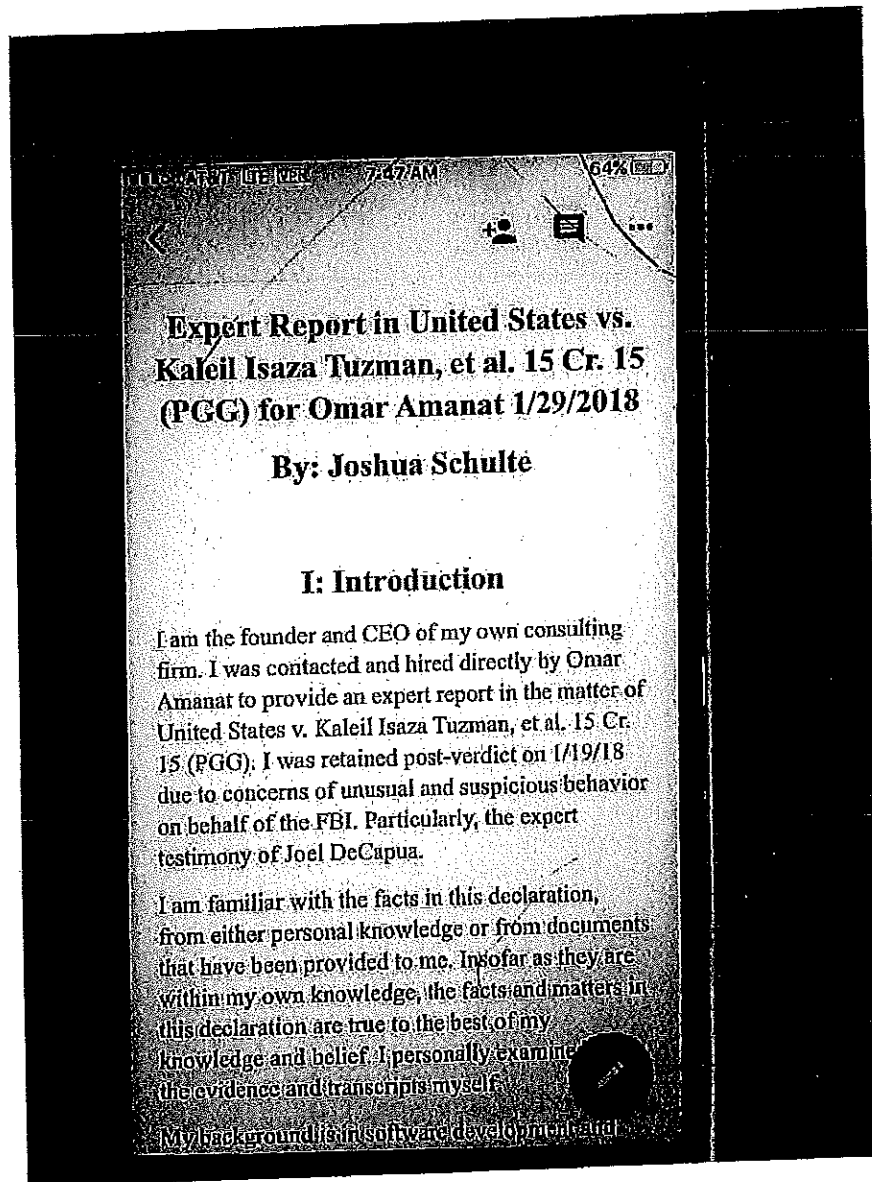 AT&T LTE VPN 7:47 AM 64%
Expert Report in United States vs.
Kaleil Isaza Tuzman, et al. 15 Cr. 15
(PGG) for Omar Amanat 1/29/2018
By: Joshua Schulte
I: Introduction
I am the founder and CEO of my own consulting
firm. I was contacted and hired directly by Omar
Amanat to provide an expert report in the matter of
United States v. Kaleil Isaza Tuzman, et al. 15 Cr.
15 (PGG). I was retained post-verdict on 1/19/18
due to concerns of unusual and suspicious behavior
on behalf of the FBI. Particularly, the expert
testimony of Joel DeCapua.
I am familiar with the facts in this declaration,
from either personal knowledge or from documents
that have been provided to me. Insofar as they are
within my own knowledge, the facts and matters in
this declaration are true to the best of my
knowledge and belief. I personally examine
the evidence and transcripts myself.
My background is in software development and